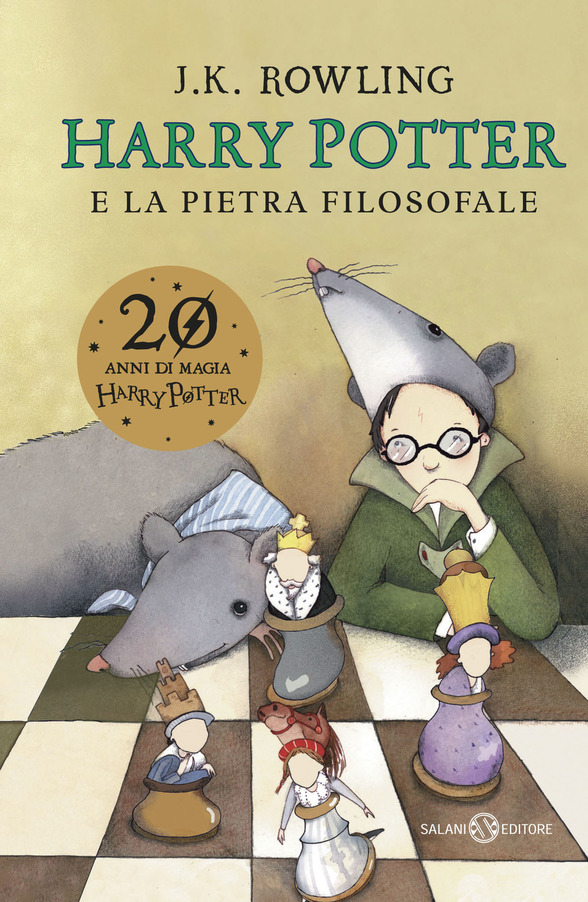 J.K. ROWLING
HARRY POTTER
E LA PIETRA FILOSOFALE
20
ANNI DI MAGIA
HARRY POTTER
SALANI EDITORE